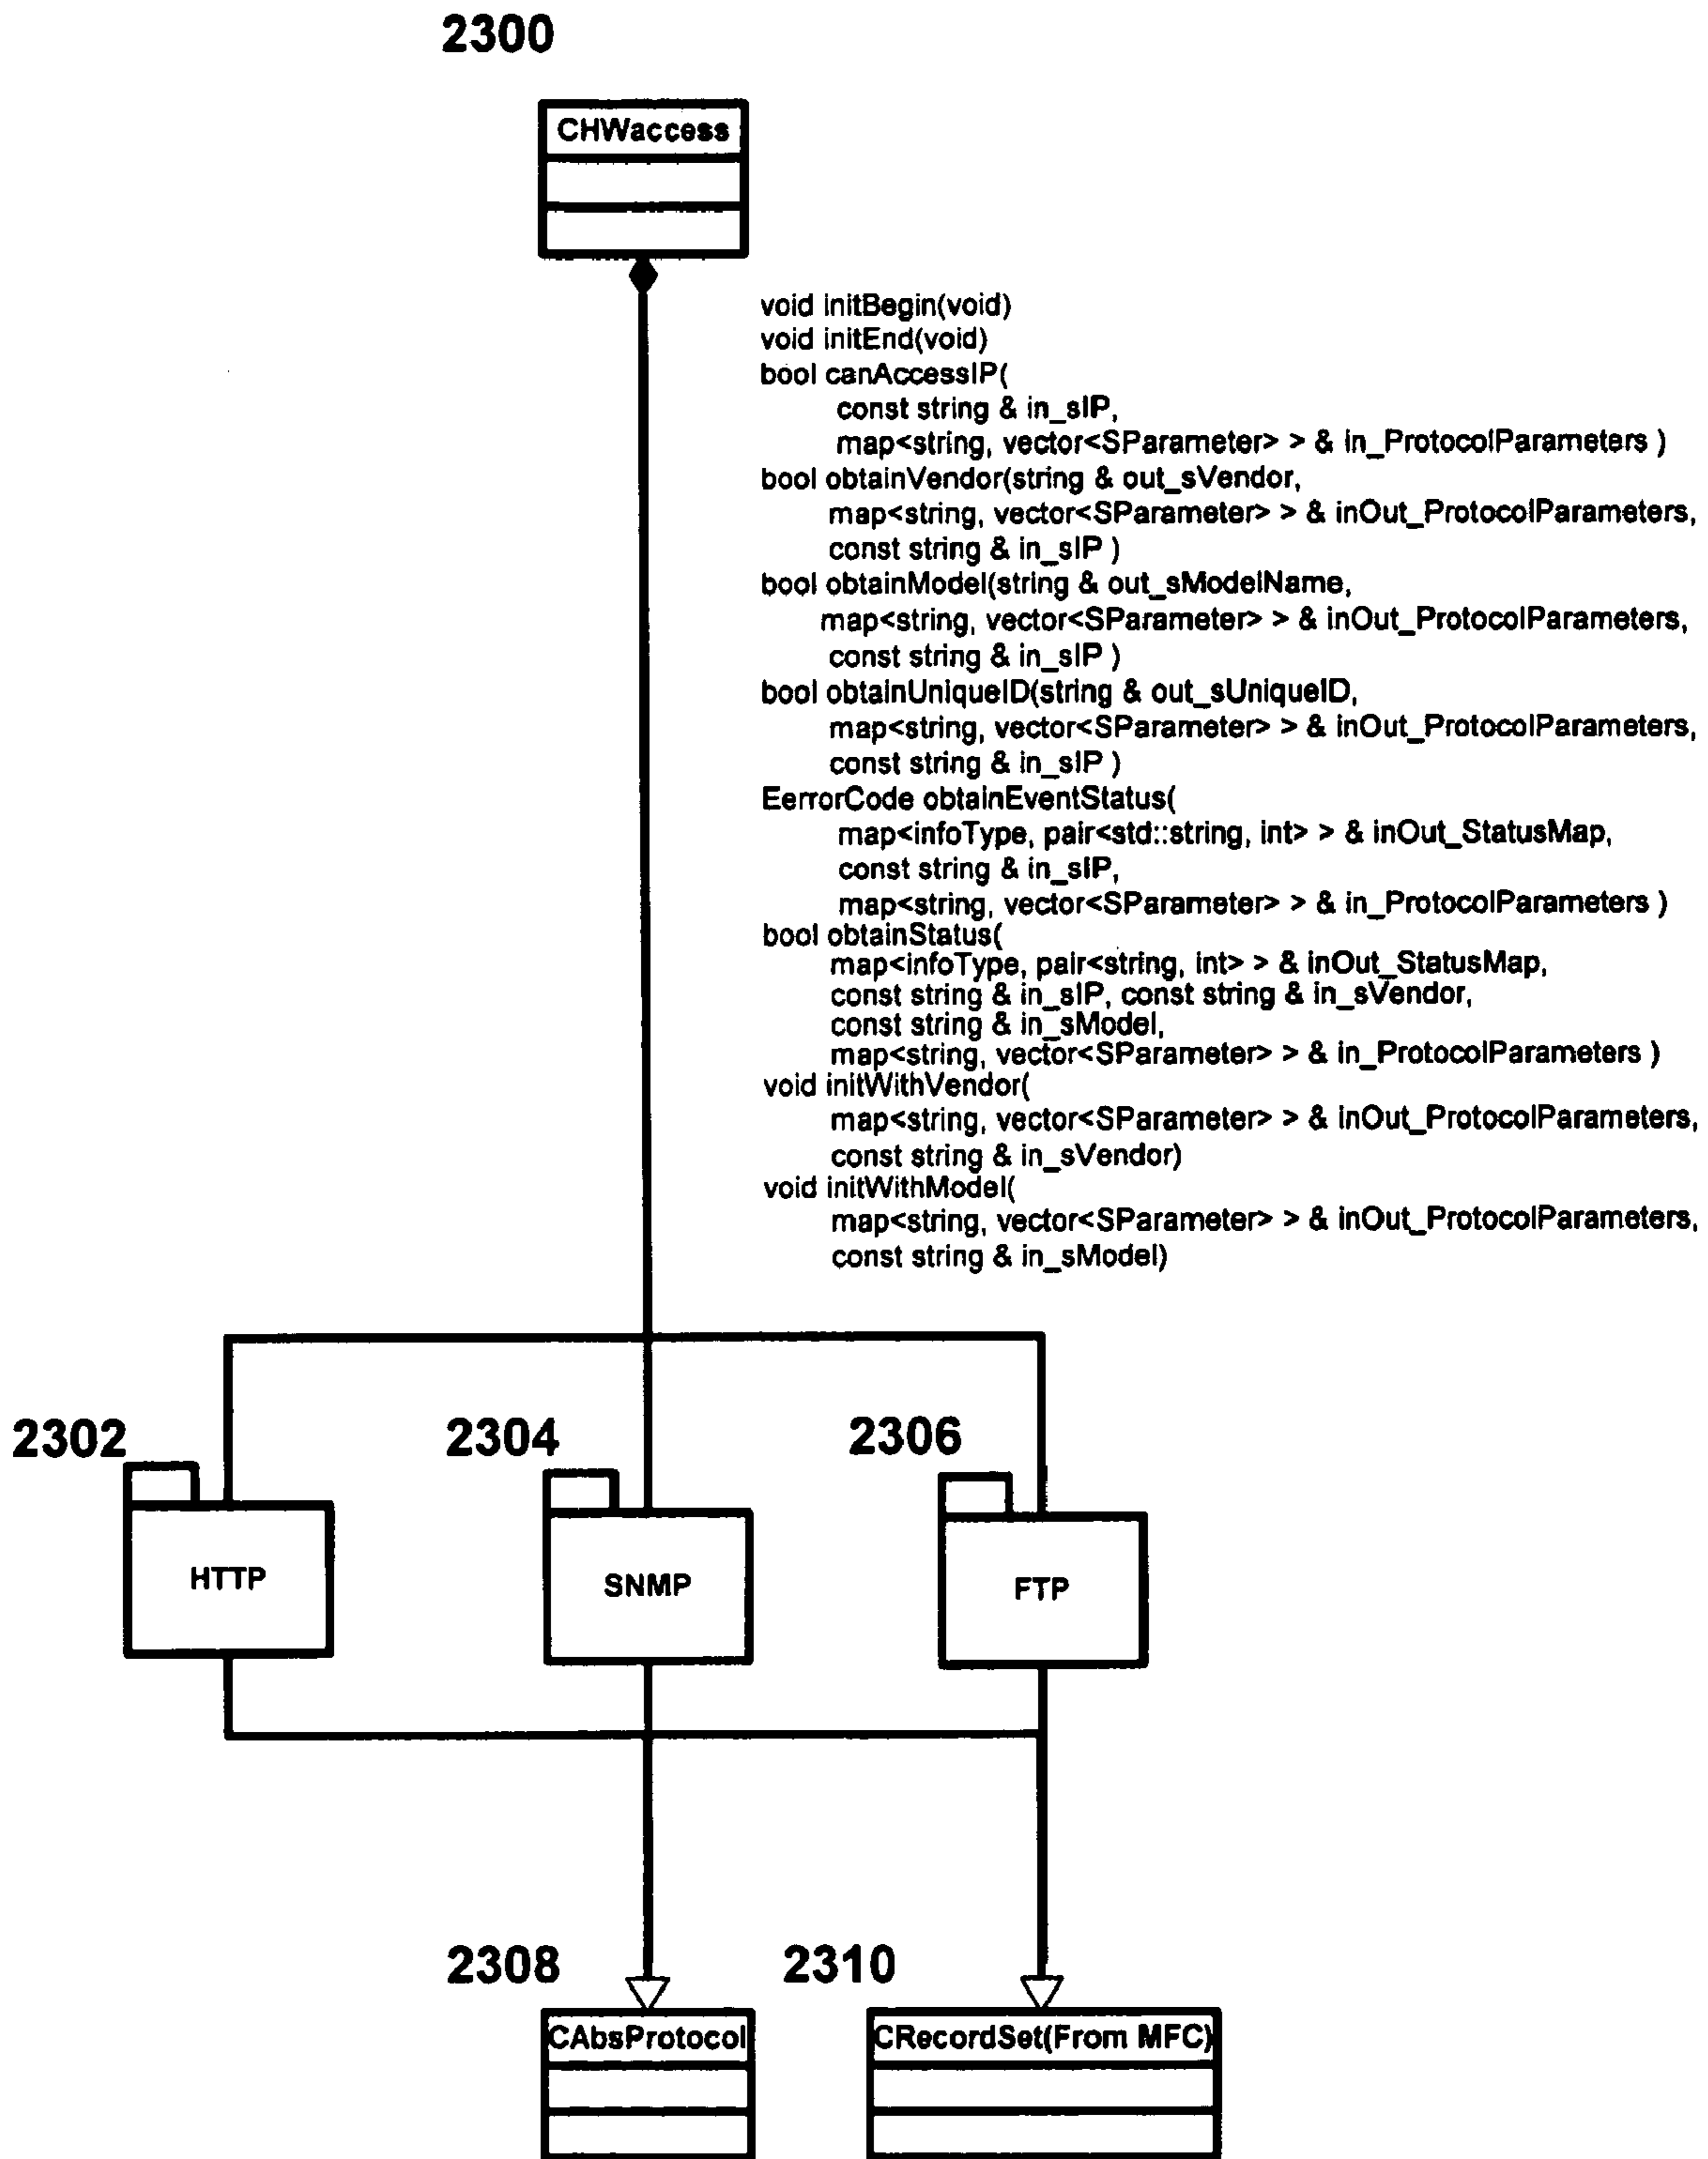 2300
CHWaccess
void initBegin(void)
void initEnd(void)
bool canAccessIP(
const string & in_sIP,
map<string, vector<SParameter> > & in_ProtocolParameters )
bool obtainVendor(string & out_sVendor,
map<string, vector<SParameter> > & inOut_ProtocolParameters,
const string & in_sIP )
bool obtainModel(string & out_sModelName,
map<string, vector<SParameter> > & inOut_ProtocolParameters,
const string & in_sIP )
bool obtainUniqueID(string & out_sUniqueID,
map<string, vector<SParameter> > & inOut_ProtocolParameters,
const string & in_sIP )
EerrorCode obtainEventStatus(
map<infoType, pair<std::string, int> > & inOut_StatusMap,
const string & in_sIP,
map<string, vector<SParameter> > & in_ProtocolParameters )
bool obtainStatus(
map<infoType, pair<string, int> > & inOut_StatusMap,
const string & in_sIP, const string & in_sVendor,
const string & in_sModel,
map<string, vector<SParameter> > & in_ProtocolParameters )
void initWithVendor(
map<string, vector<SParameter> > & inOut_ProtocolParameters,
const string & in_sVendor)
void initWithModel(
map<string, vector<SParameter> > & inOut_ProtocolParameters,
const string & in_sModel)
2302
2304
2306
HTTP
SNMP
FTP
2308
2310
CAbsProtocol
CRecordSet(From MFC)